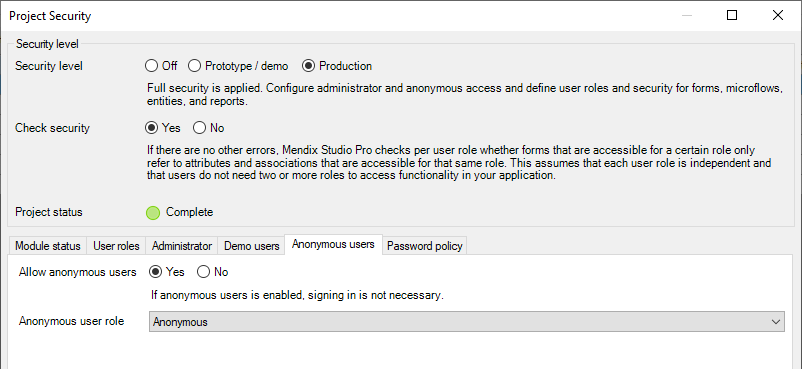 Project Security
Security level
Security level Off Prototype / demo Production
Full security is applied. Configure administrator and anonymous access and define user roles and security for forms, microflows,
entities, and reports.
Check security Yes No
If there are no other errors, Mendix Studio Pro checks per user role whether forms that are accessible for a certain role only
refer to attributes and associations that are accessible for that same role. This assumes that each user role is independent and
that users do not need two or more roles to access functionality in your application.
Project status Complete
Module status User roles Administrator Demo users Anonymous users Password policy
Allow anonymous users Yes No
If anonymous users is enabled, signing in is not necessary.
Anonymous user role Anonymous